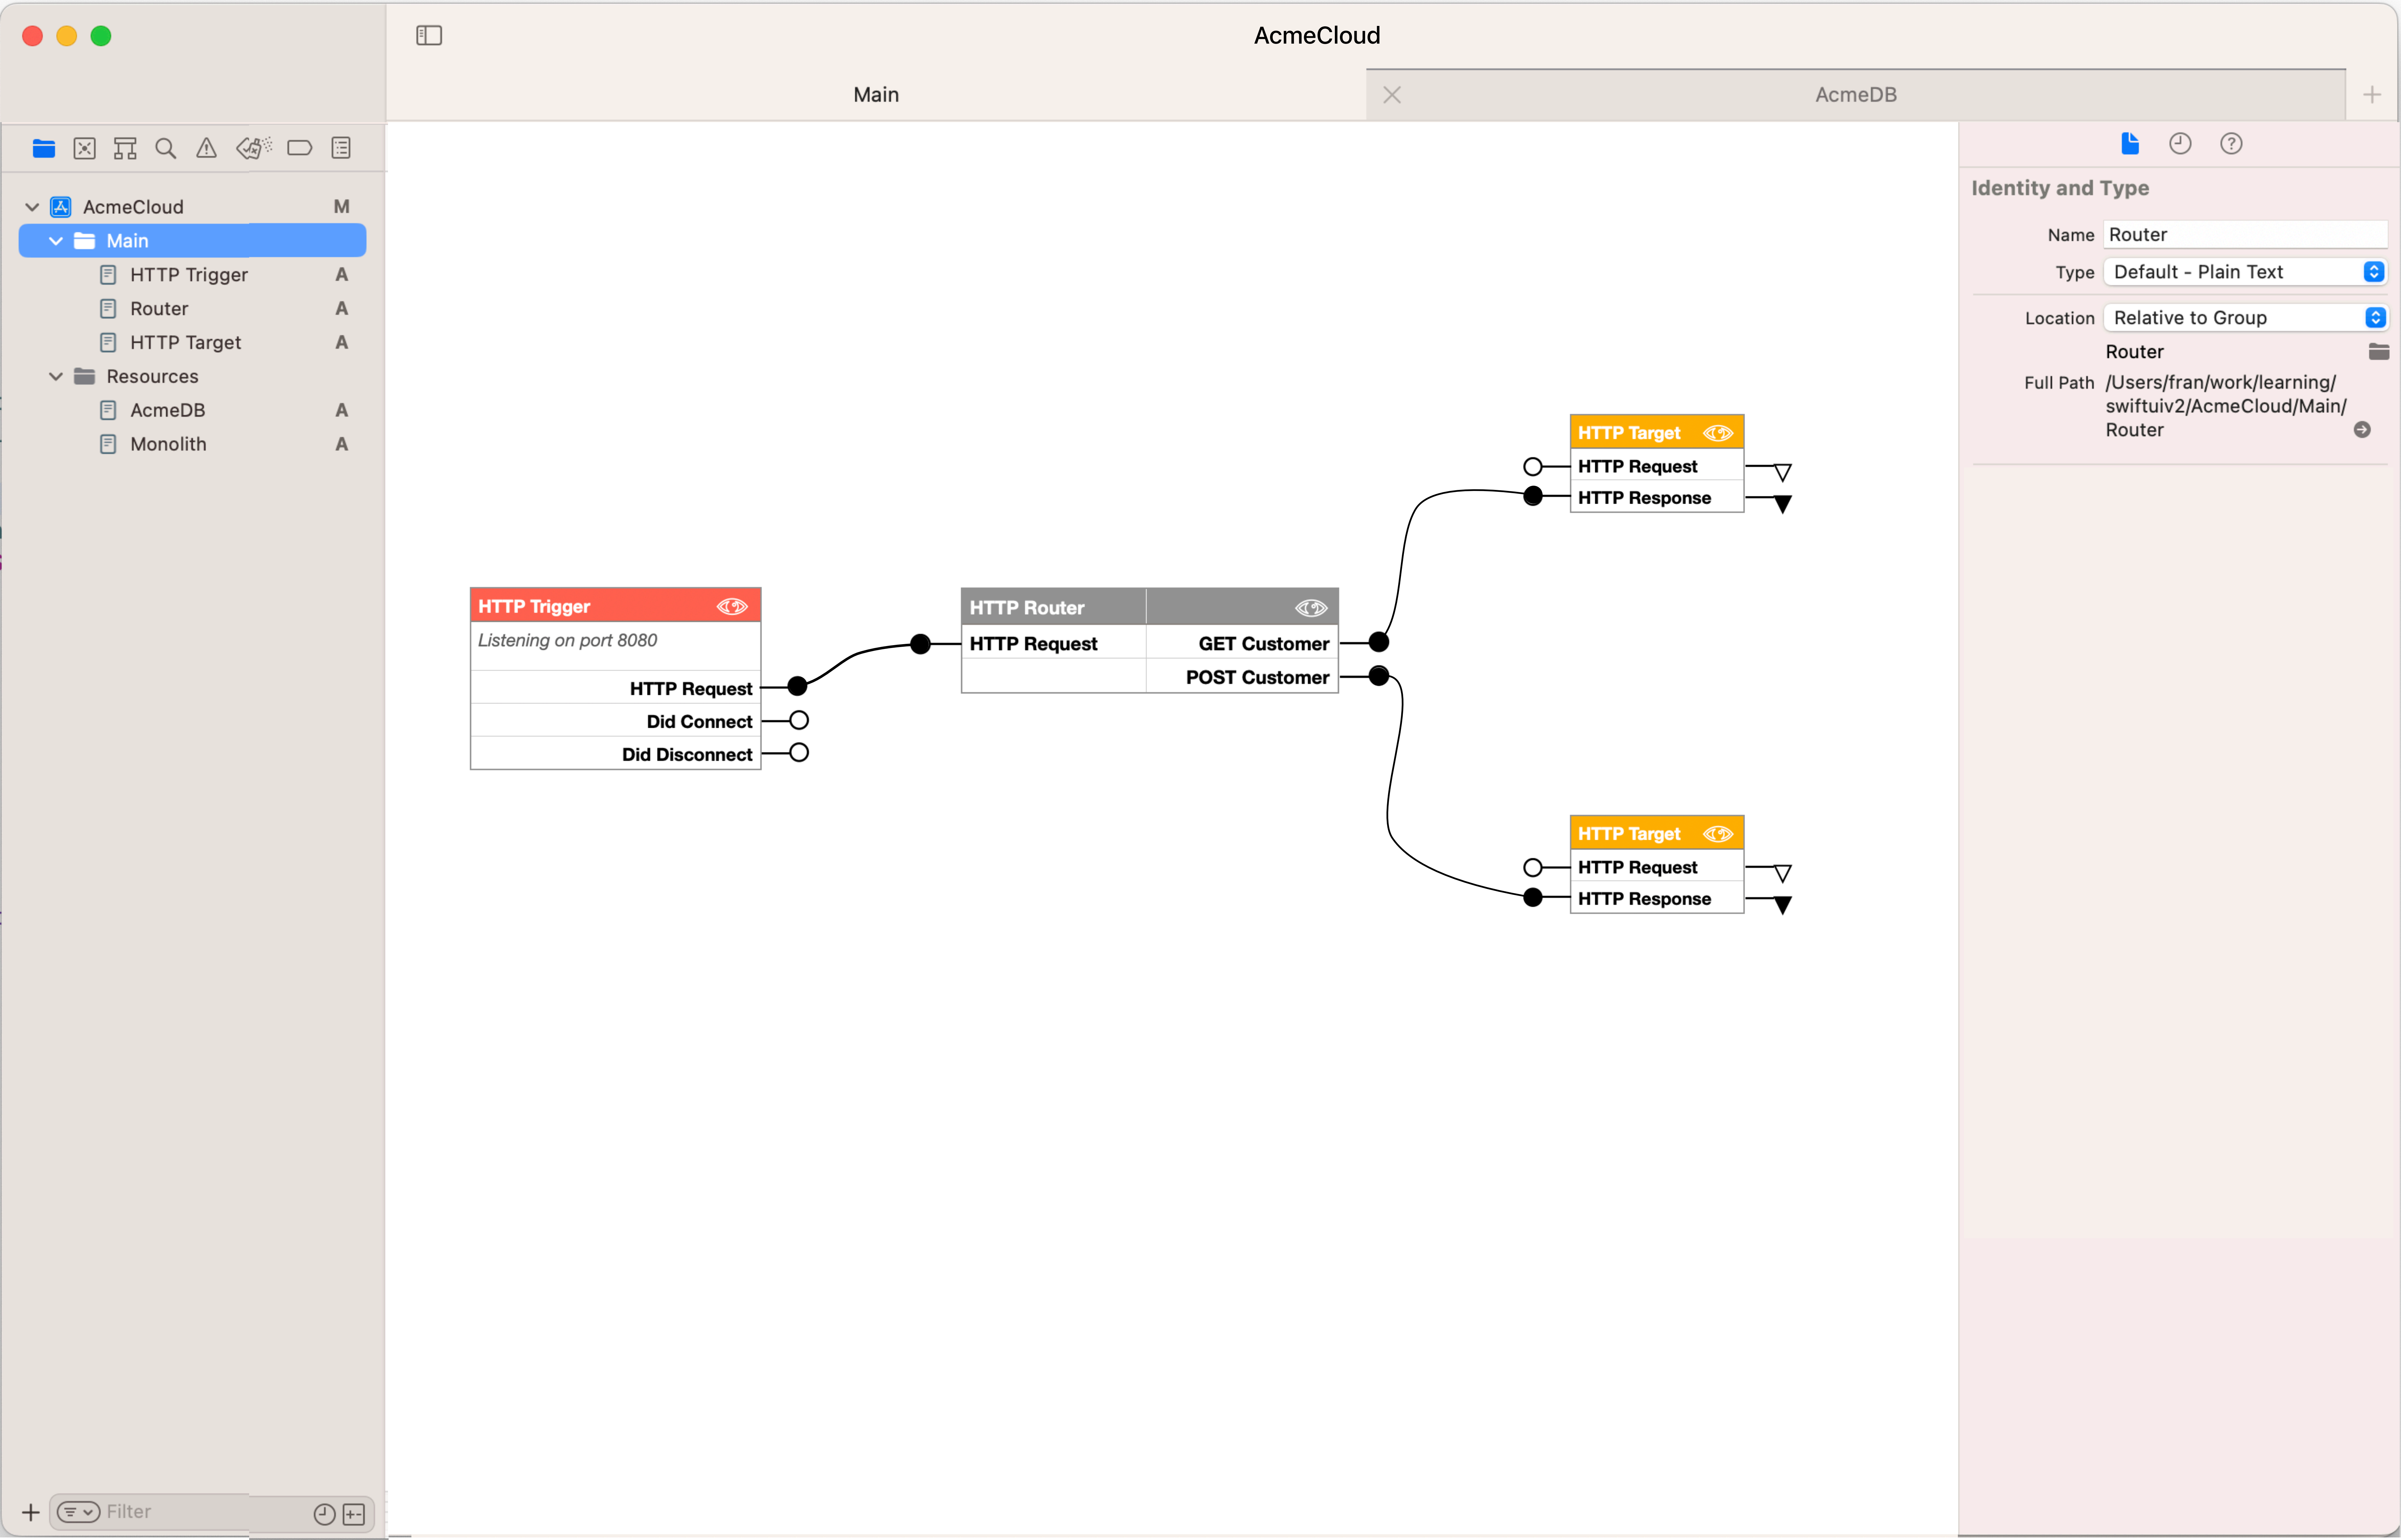 AcmeCloud
Main
AcmeDB
AcmeCloud M
Main
HTTP Trigger A
Router A
HTTP Target A
Resources
AcmeDB A
Monolith A
Filter
HTTP Trigger
Listening on port 8080
HTTP Request
Did Connect
Did Disconnect
HTTP Router
HTTP Request GET Customer
POST Customer
HTTP Target
HTTP Request
HTTP Response
HTTP Target
HTTP Request
HTTP Response
Identity and Type
Name Router
Type Default - Plain Text
Location Relative to Group
Router
Full Path /Users/fran/work/learning/
swiftuiv2/AcmeCloud/Main/
Router